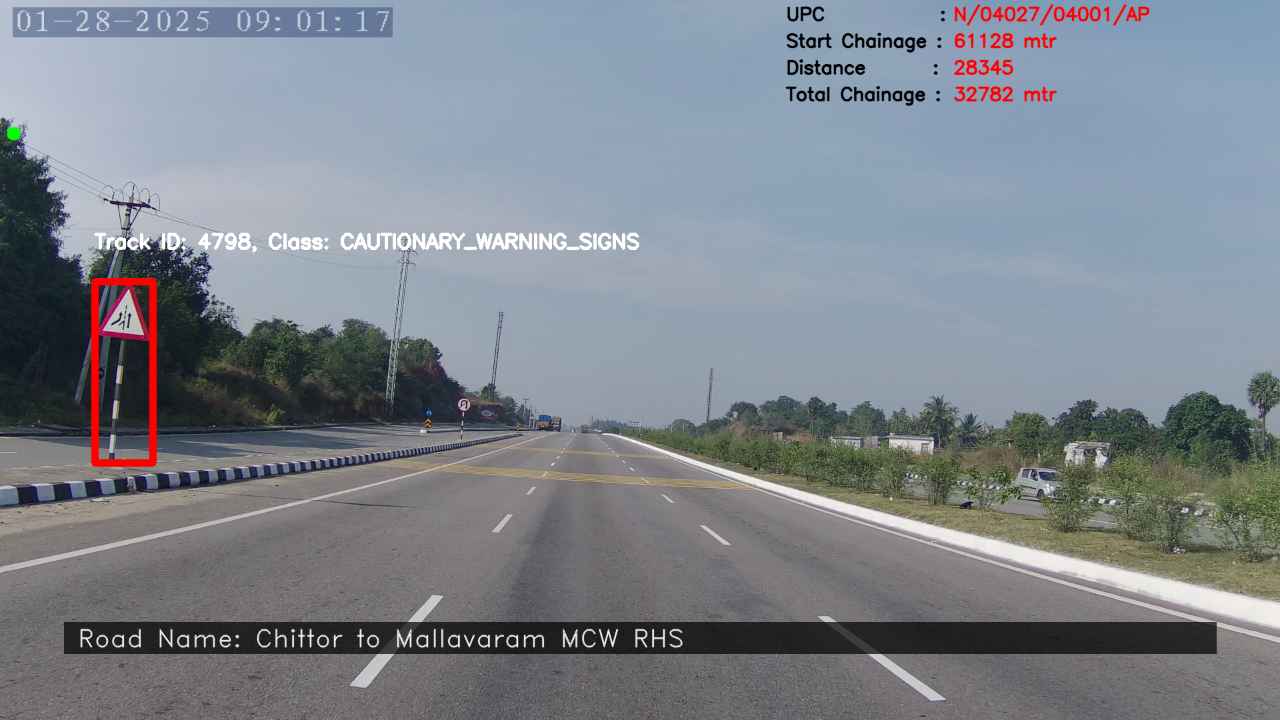 01-28-2025 09:01:17
UPC : N/04027/04001/AP
Start Chainage : 61128 mtr
Distance : 28345
Total Chainage : 32782 mtr
Track ID: 4798, Class: CAUTIONARY_WARNING_SIGNS
Road Name: Chittor to Mallavaram MCW RHS